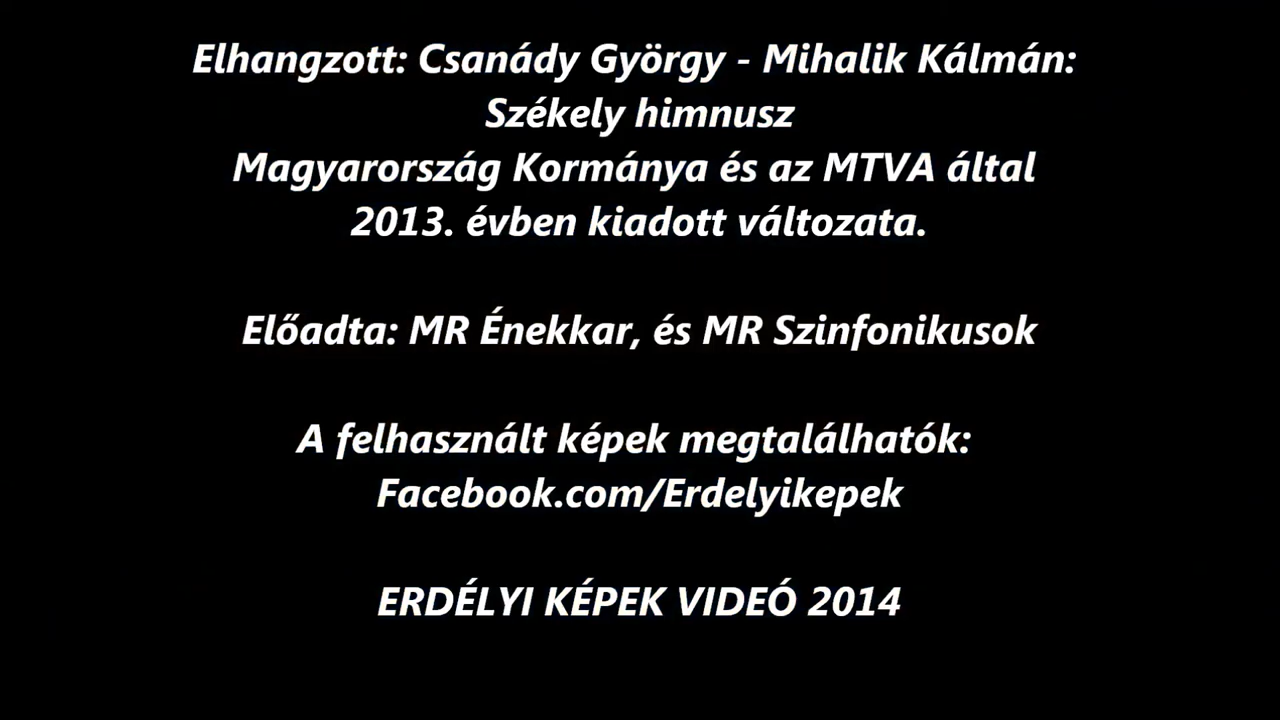 Elhangzott: Csanády György - Mihalik Kálmán:
Székely himnusz
Magyarország Kormánya és az MTVA által
2013. évben kiadott változata.
Előadta: MR Énekkar, és MR Szinfonikusok
A felhasznált képek megtalálhatók:
Facebook.com/Erdelyikepek
ERDÉLYI KÉPEK VIDEÓ 2014